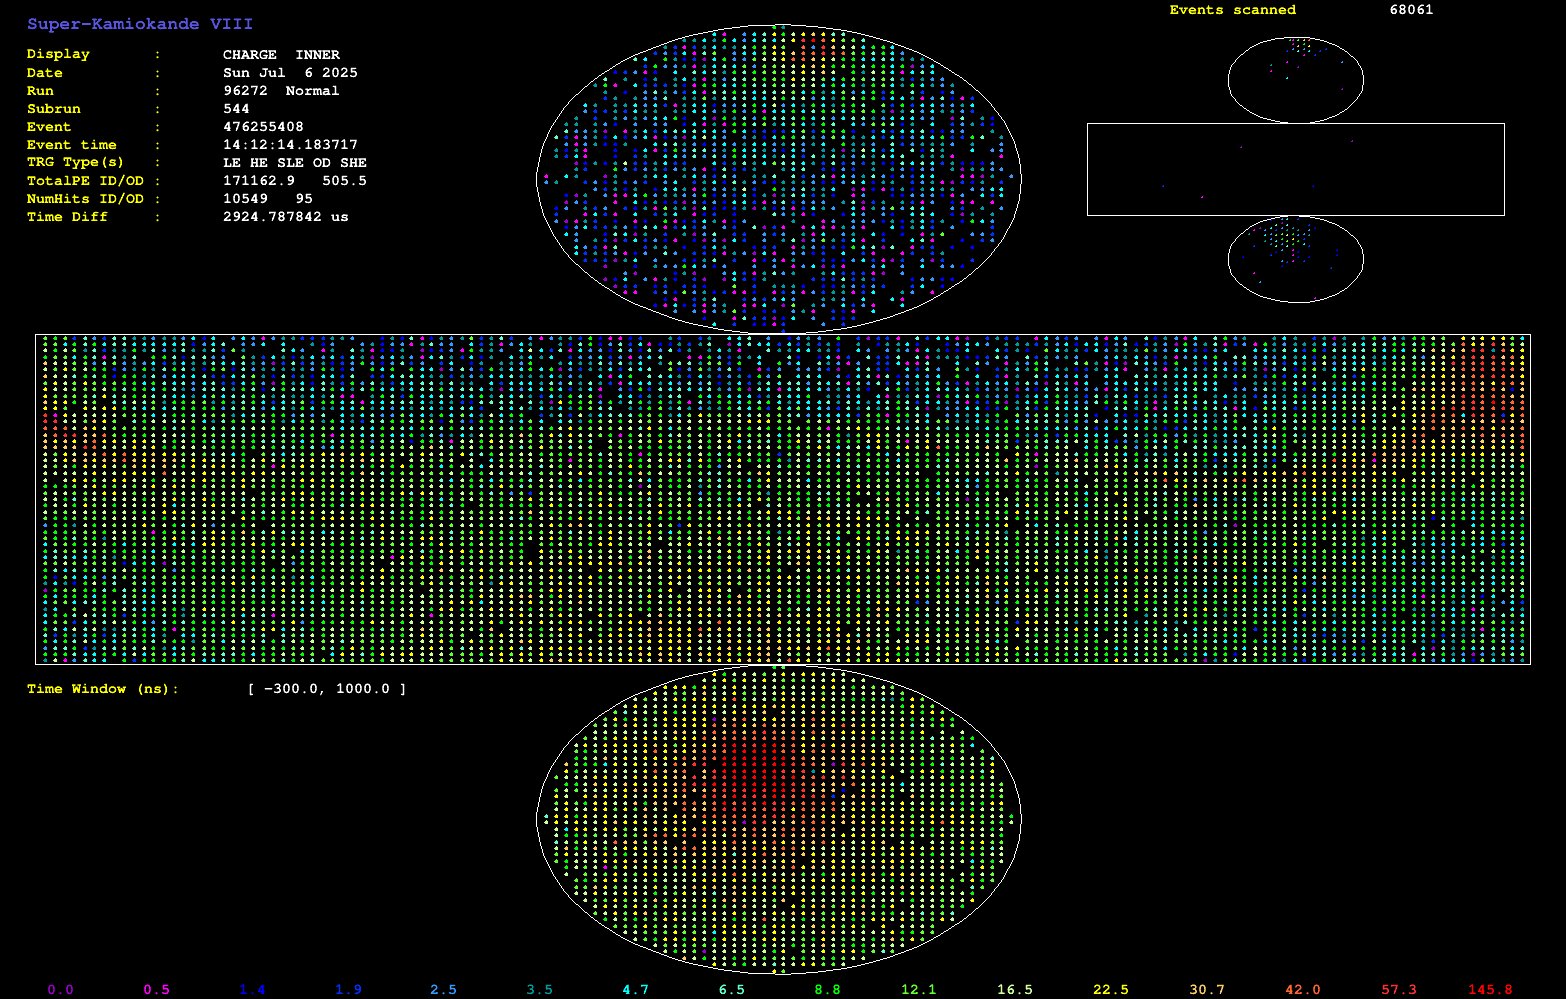 Super-Kamiokande VIII
Display : CHARGE INNER
Date : Sun Jul 6 2025
Run : 96272 Normal
Subrun : 544
Event : 476255408
Event time : 14:12:14.183717
TRG Type(s) : LE HE SLE OD SHE
TotalPE ID/OD : 171162.9 505.5
NumHits ID/OD : 10549 95
Time Diff : 2924.787842 us
Events scanned 68061
Time Window (ns): [ -300.0, 1000.0 ]
0.0 0.5 1.4 1.9 2.5 3.5 4.7 6.5 8.8 12.1 16.5 22.5 30.7 42.0 57.3 145.8